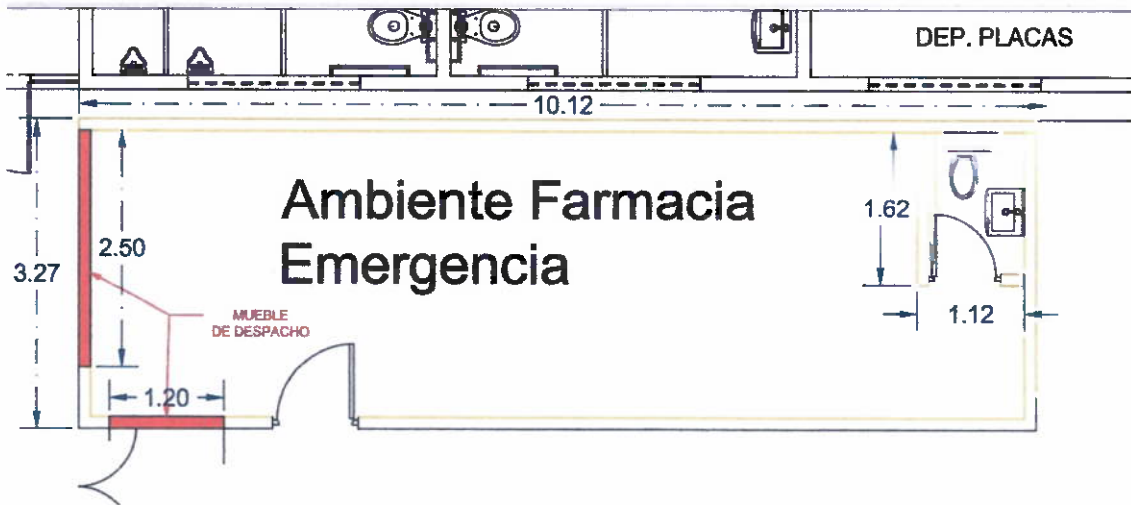 DEP. PLACAS
10.12
Ambiente Farmacia
Emergencia
1.62
2.50
3.27
MUEBLE
DE DESPACHO
1.12
1.20